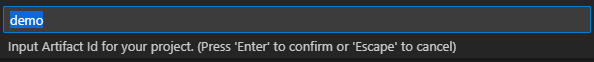 demo
Input Artifact Id for your project. (Press 'Enter' to confirm or 'Escape' to cancel)